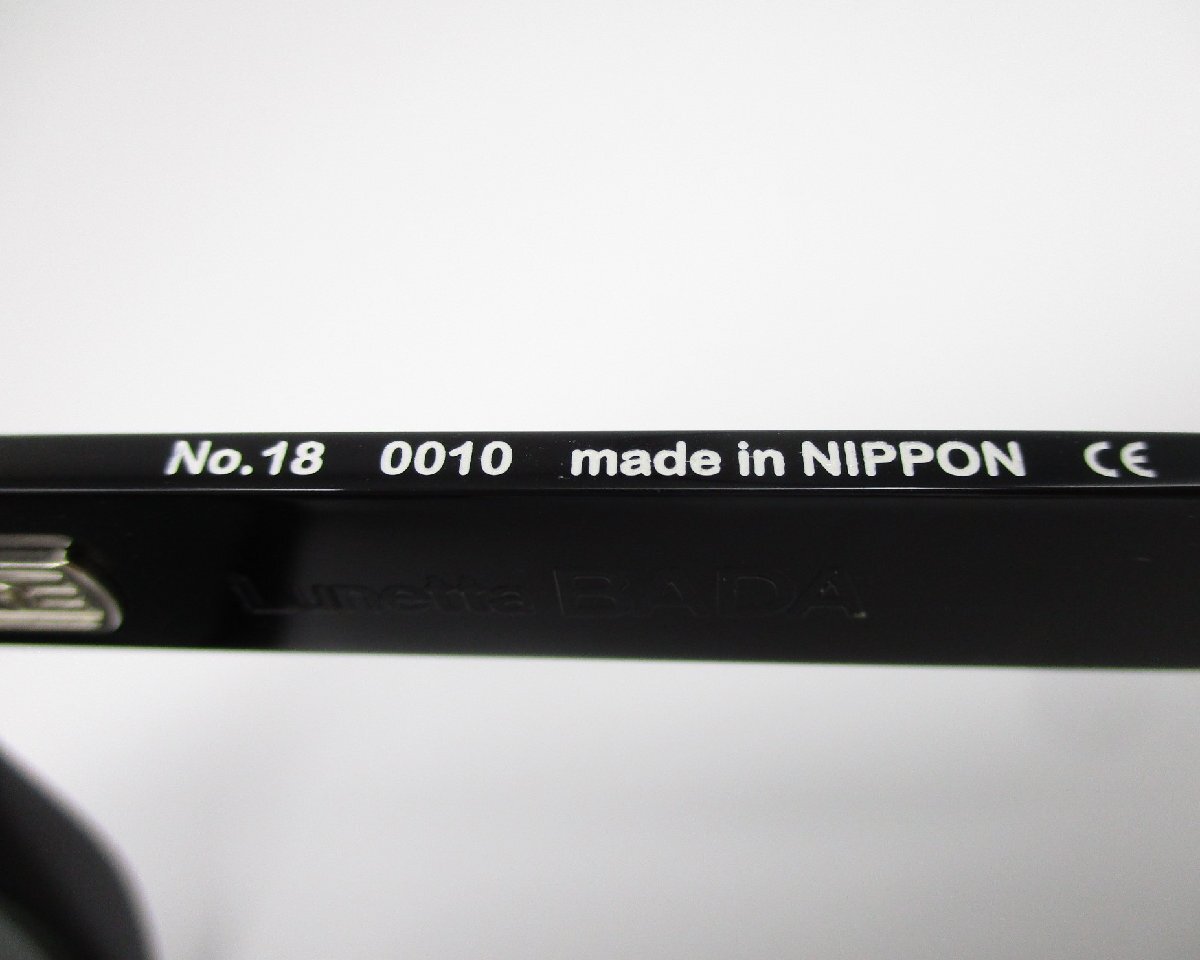 No.18 0010 made in NIPPON CE
Lunetta BADA